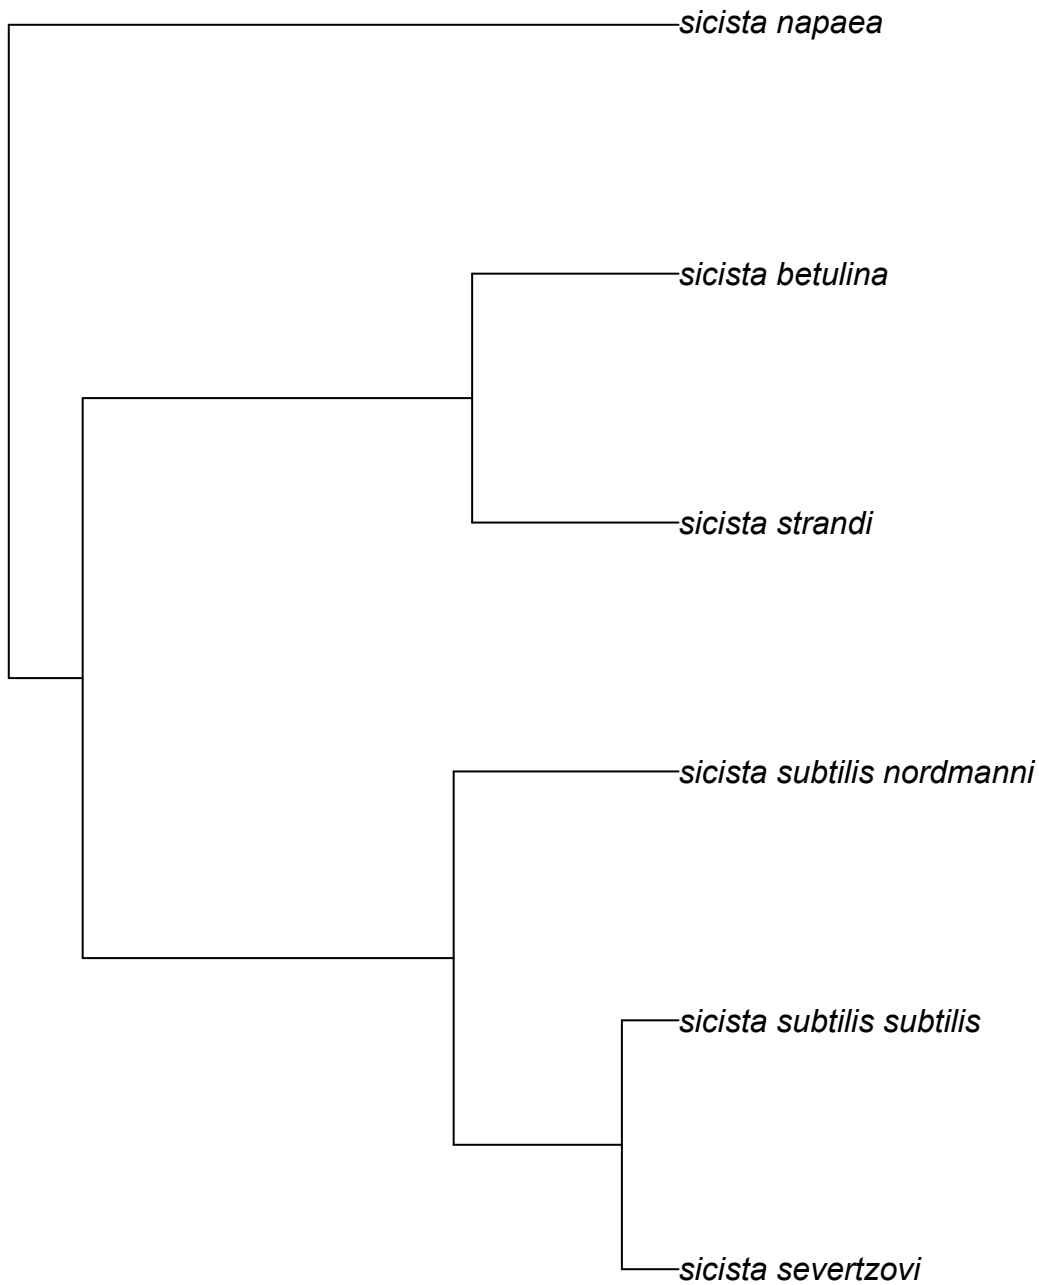 sicista napaea
sicista betulina
sicista strandi
sicista subtilis nordmanni
sicista subtilis subtilis
sicista severtzovi